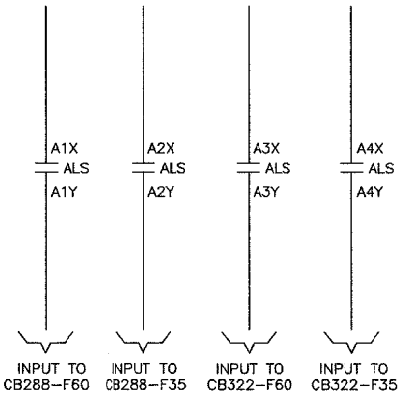 A1X A2X A3X A4X
ALS ALS ALS ALS
A1Y A2Y A3Y A4Y
INPUT TO INPUT TO INPUT TO INPUT TO
CB288-F60 CB288-F35 CB322-F60 CB322-F35